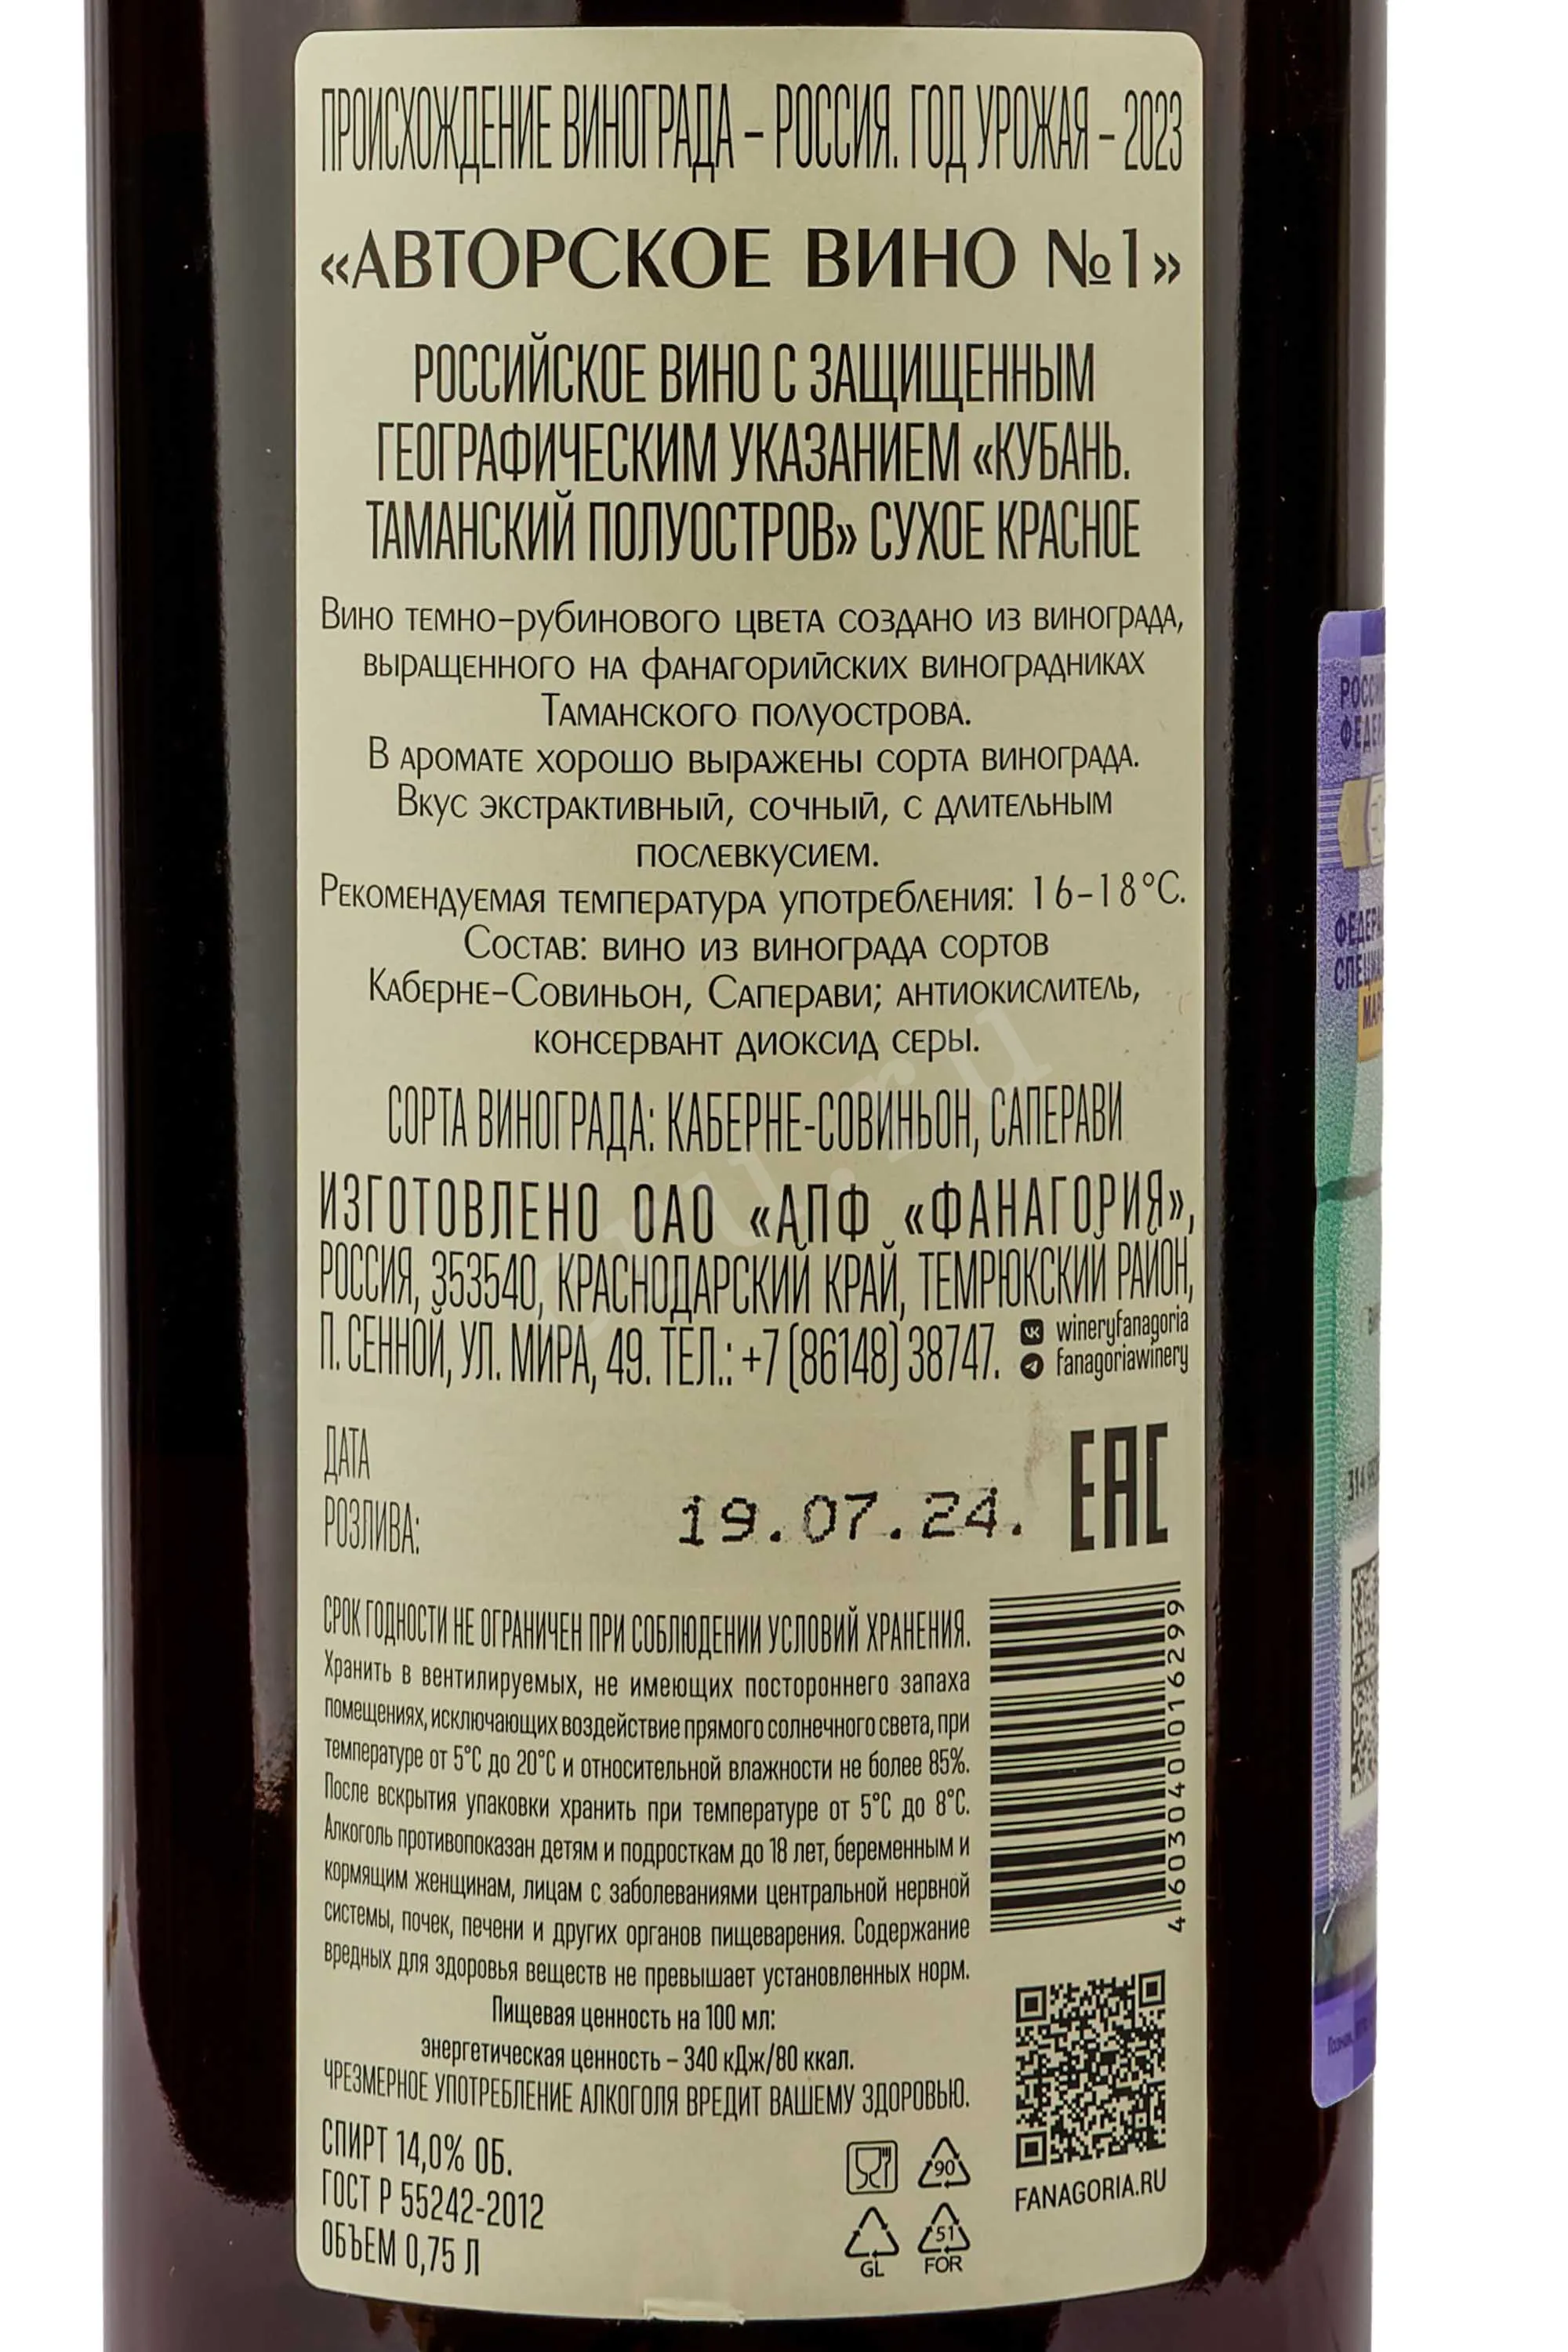 ПРОИСХОЖДЕНИЕ ВИНОГРАДА – РОССИЯ. ГОД УРОЖАЯ – 2023
«АВТОРСКОЕ ВИНО №1»
РОССИЙСКОЕ ВИНО С ЗАЩИЩЕННЫМ
ГЕОГРАФИЧЕСКИМ УКАЗАНИЕМ «КУБАНЬ.
ТАМАНСКИЙ ПОЛУОСТРОВ» СУХОЕ КРАСНОЕ
Вино темно-рубинового цвета создано из винограда,
выращенного на фанагорийских виноградниках
Таманского полуострова.
В аромате хорошо выражены сорта винограда.
Вкус экстрактивный, сочный, с длительным
послевкусием.
Рекомендуемая температура употребления: 16-18°С.
Состав: вино из винограда сортов
Каберне-Совиньон, Саперави; антиокислитель,
консервант диоксид серы.
СОРТА ВИНОГРАДА: КАБЕРНЕ-СОВИНЬОН, САПЕРАВИ
ИЗГОТОВЛЕНО ОАО «АПФ «ФАНАГОРИЯ»,
РОССИЯ, 353540, КРАСНОДАРСКИЙ КРАЙ, ТЕМРЮКСКИЙ РАЙОН,
П. СЕННОЙ, УЛ. МИРА, 49. ТЕЛ.: +7 (86148) 38747.
wineryfanagoria
fanagoriawinery
ДАТА
РОЗЛИВА:
19.07.24.
EAC
СРОК ГОДНОСТИ НЕ ОГРАНИЧЕН ПРИ СОБЛЮДЕНИИ УСЛОВИЙ ХРАНЕНИЯ.
Хранить в вентилируемых, не имеющих постороннего запаха
помещениях, исключающих воздействие прямого солнечного света, при
температуре от 5°С до 20°С и относительной влажности не более 85%.
После вскрытия упаковки хранить при температуре от 5°С до 8°С.
Алкоголь противопоказан детям и подросткам до 18 лет, беременным и
кормящим женщинам, лицам с заболеваниями центральной нервной
системы, почек, печени и других органов пищеварения. Содержание
вредных для здоровья веществ не превышает установленных норм.
Пищевая ценность на 100 мл:
энергетическая ценность – 340 кДж/80 ккал.
ЧРЕЗМЕРНОЕ УПОТРЕБЛЕНИЕ АЛКОГОЛЯ ВРЕДИТ ВАШЕМУ ЗДОРОВЬЮ.
4 603040 016299
СПИРТ 14,0% ОБ.
ГОСТ Р 55242-2012
ОБЪЕМ 0,75 Л
90
GL
51
FOR
FANAGORIA.RU